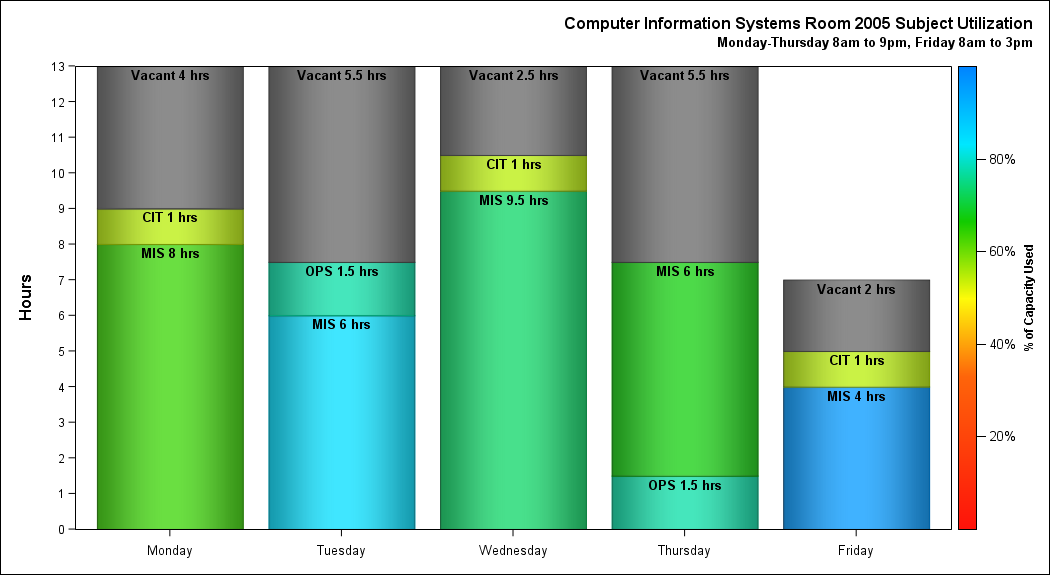 Computer Information Systems Room 2005 Subject Utilization
Monday-Thursday 8am to 9pm, Friday 8am to 3pm
Hours
13
12
11
10
9
8
7
6
5
4
3
2
1
0
Vacant 4 hrs
CIT 1 hrs
MIS 8 hrs
Vacant 5.5 hrs
OPS 1.5 hrs
MIS 6 hrs
Vacant 2.5 hrs
CIT 1 hrs
MIS 9.5 hrs
Vacant 5.5 hrs
MIS 6 hrs
OPS 1.5 hrs
Vacant 2 hrs
CIT 1 hrs
MIS 4 hrs
Monday
Tuesday
Wednesday
Thursday
Friday
80%
60%
40%
20%
% of Capacity Used